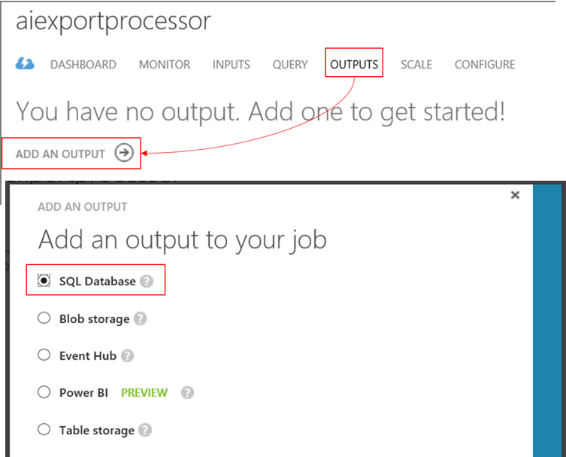 aiexportprocessor
DASHBOARD MONITOR INPUTS QUERY OUTPUTS SCALE CONFIGURE
You have no output. Add one to get started!
ADD AN OUTPUT
ADD AN OUTPUT
Add an output to your job
SQL Database ?
Blob storage ?
Event Hub ?
Power BI PREVIEW ?
Table storage ?